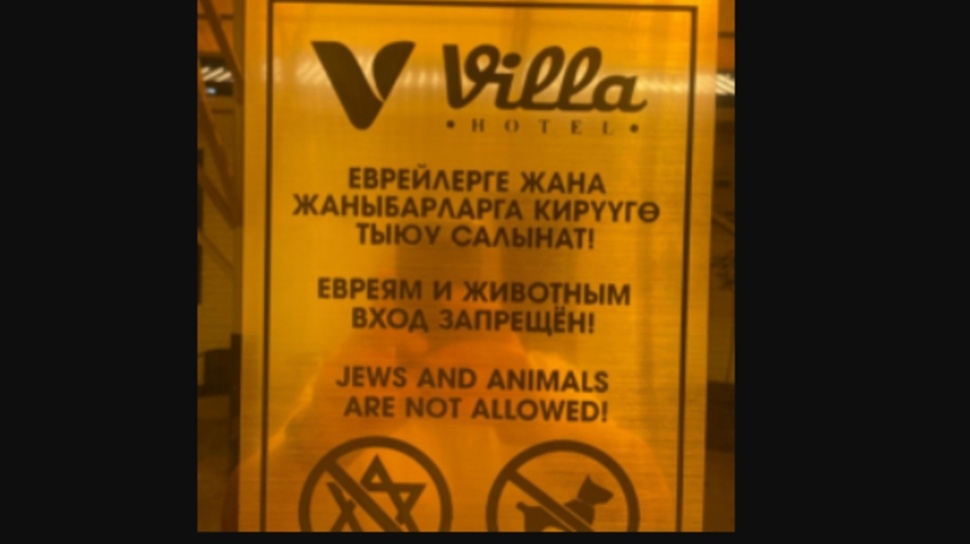 Villa
• HOTEL •
ЕВРЕЙЛЕРГЕ ЖАНА
ЖАНЫБАРЛАРГА КИРҮҮГӨ
ТЫЮУ САЛЫНАТ!
ЕВРЕЯМ И ЖИВОТНЫМ
ВХОД ЗАПРЕЩЁН!
JEWS AND ANIMALS
ARE NOT ALLOWED!